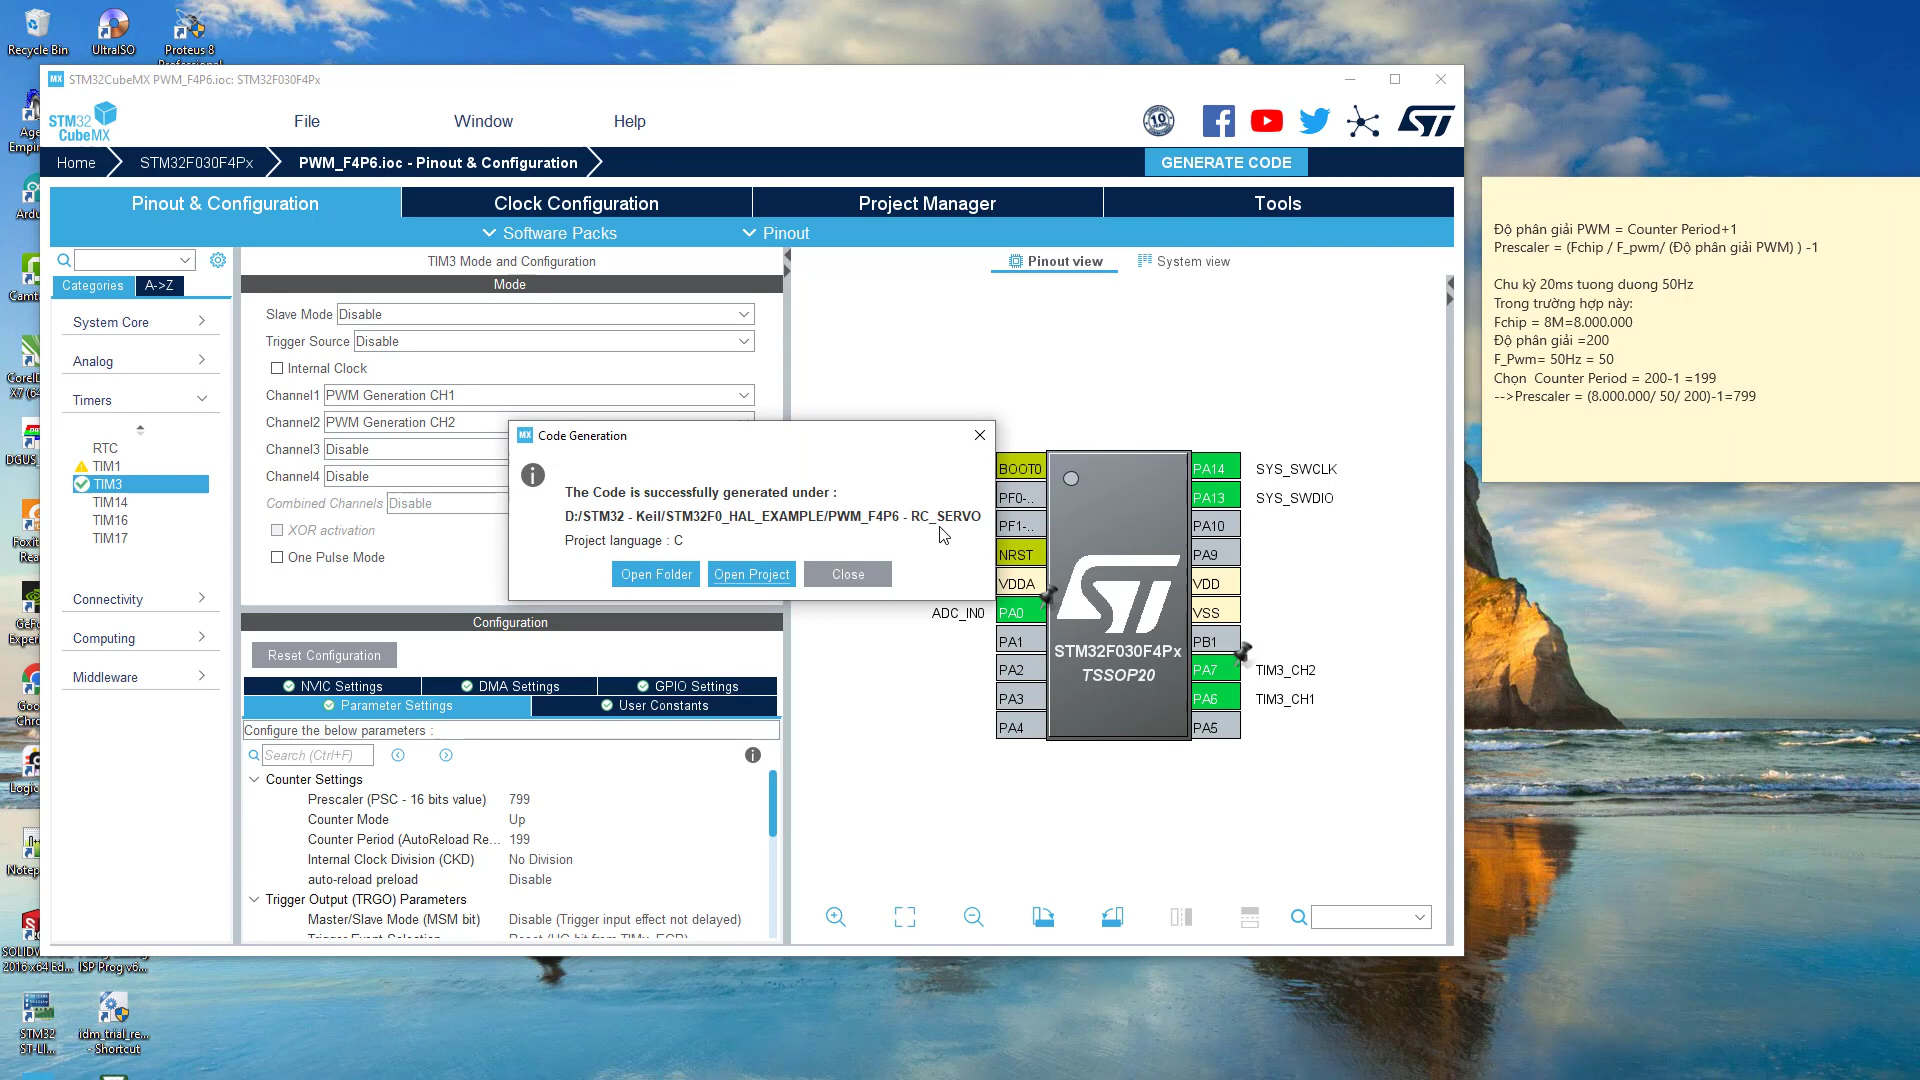 Recycle Bin
UltraISO
Proteus 8
STM32CubeMX PWM_F4P6.ioc: STM32F030F4Px
STM32
CubeMX
File
Window
Help
10
ST
Home
STM32F030F4Px
PWM_F4P6.ioc - Pinout & Configuration
GENERATE CODE
Pinout & Configuration
Clock Configuration
Project Manager
Tools
Software Packs
Pinout
Categories
A->Z
System Core
Analog
Timers
RTC
TIM1
TIM3
TIM14
TIM16
TIM17
Connectivity
Computing
Middleware
TIM3 Mode and Configuration
Mode
Slave Mode Disable
Trigger Source Disable
Internal Clock
Channel1 PWM Generation CH1
Channel2 PWM Generation CH2
Channel3 Disable
Channel4 Disable
Combined Channels Disable
XOR activation
One Pulse Mode
Configuration
Reset Configuration
NVIC Settings
DMA Settings
GPIO Settings
Parameter Settings
User Constants
Configure the below parameters :
Search (Ctrl+F)
Counter Settings
Prescaler (PSC - 16 bits value) 799
Counter Mode Up
Counter Period (AutoReload Re... 199
Internal Clock Division (CKD) No Division
auto-reload preload Disable
Trigger Output (TRGO) Parameters
Master/Slave Mode (MSM bit) Disable (Trigger input effect not delayed)
Code Generation
The Code is successfully generated under :
D:/STM32 - Keil/STM32F0_HAL_EXAMPLE/PWM_F4P6 - RC_SERVO
Project language : C
Open Folder
Open Project
Close
Pinout view
System view
BOOT0
PF0-..
PF1-..
NRST
VDDA
ADC_IN0 PA0
PA1
PA2
PA3
PA4
STM32F030F4Px
TSSOP20
PA14 SYS_SWCLK
PA13 SYS_SWDIO
PA10
PA9
VDD
VSS
PB1
PA7 TIM3_CH2
PA6 TIM3_CH1
PA5
Độ phân giải PWM = Counter Period+1
Prescaler = (Fchip / F_pwm/ (Độ phân giải PWM) ) -1
Chu kỳ 20ms tuong duong 50Hz
Trong trường hợp này:
Fchip = 8M=8.000.000
Độ phân giải =200
F_Pwm= 50Hz = 50
Chọn Counter Period = 200-1 =199
-->Prescaler = (8.000.000/ 50/ 200)-1=799
2016 x64 Ed...
ISP Prog v6...
STM32
ST-LI...
idm_trial_re...
- Shortcut